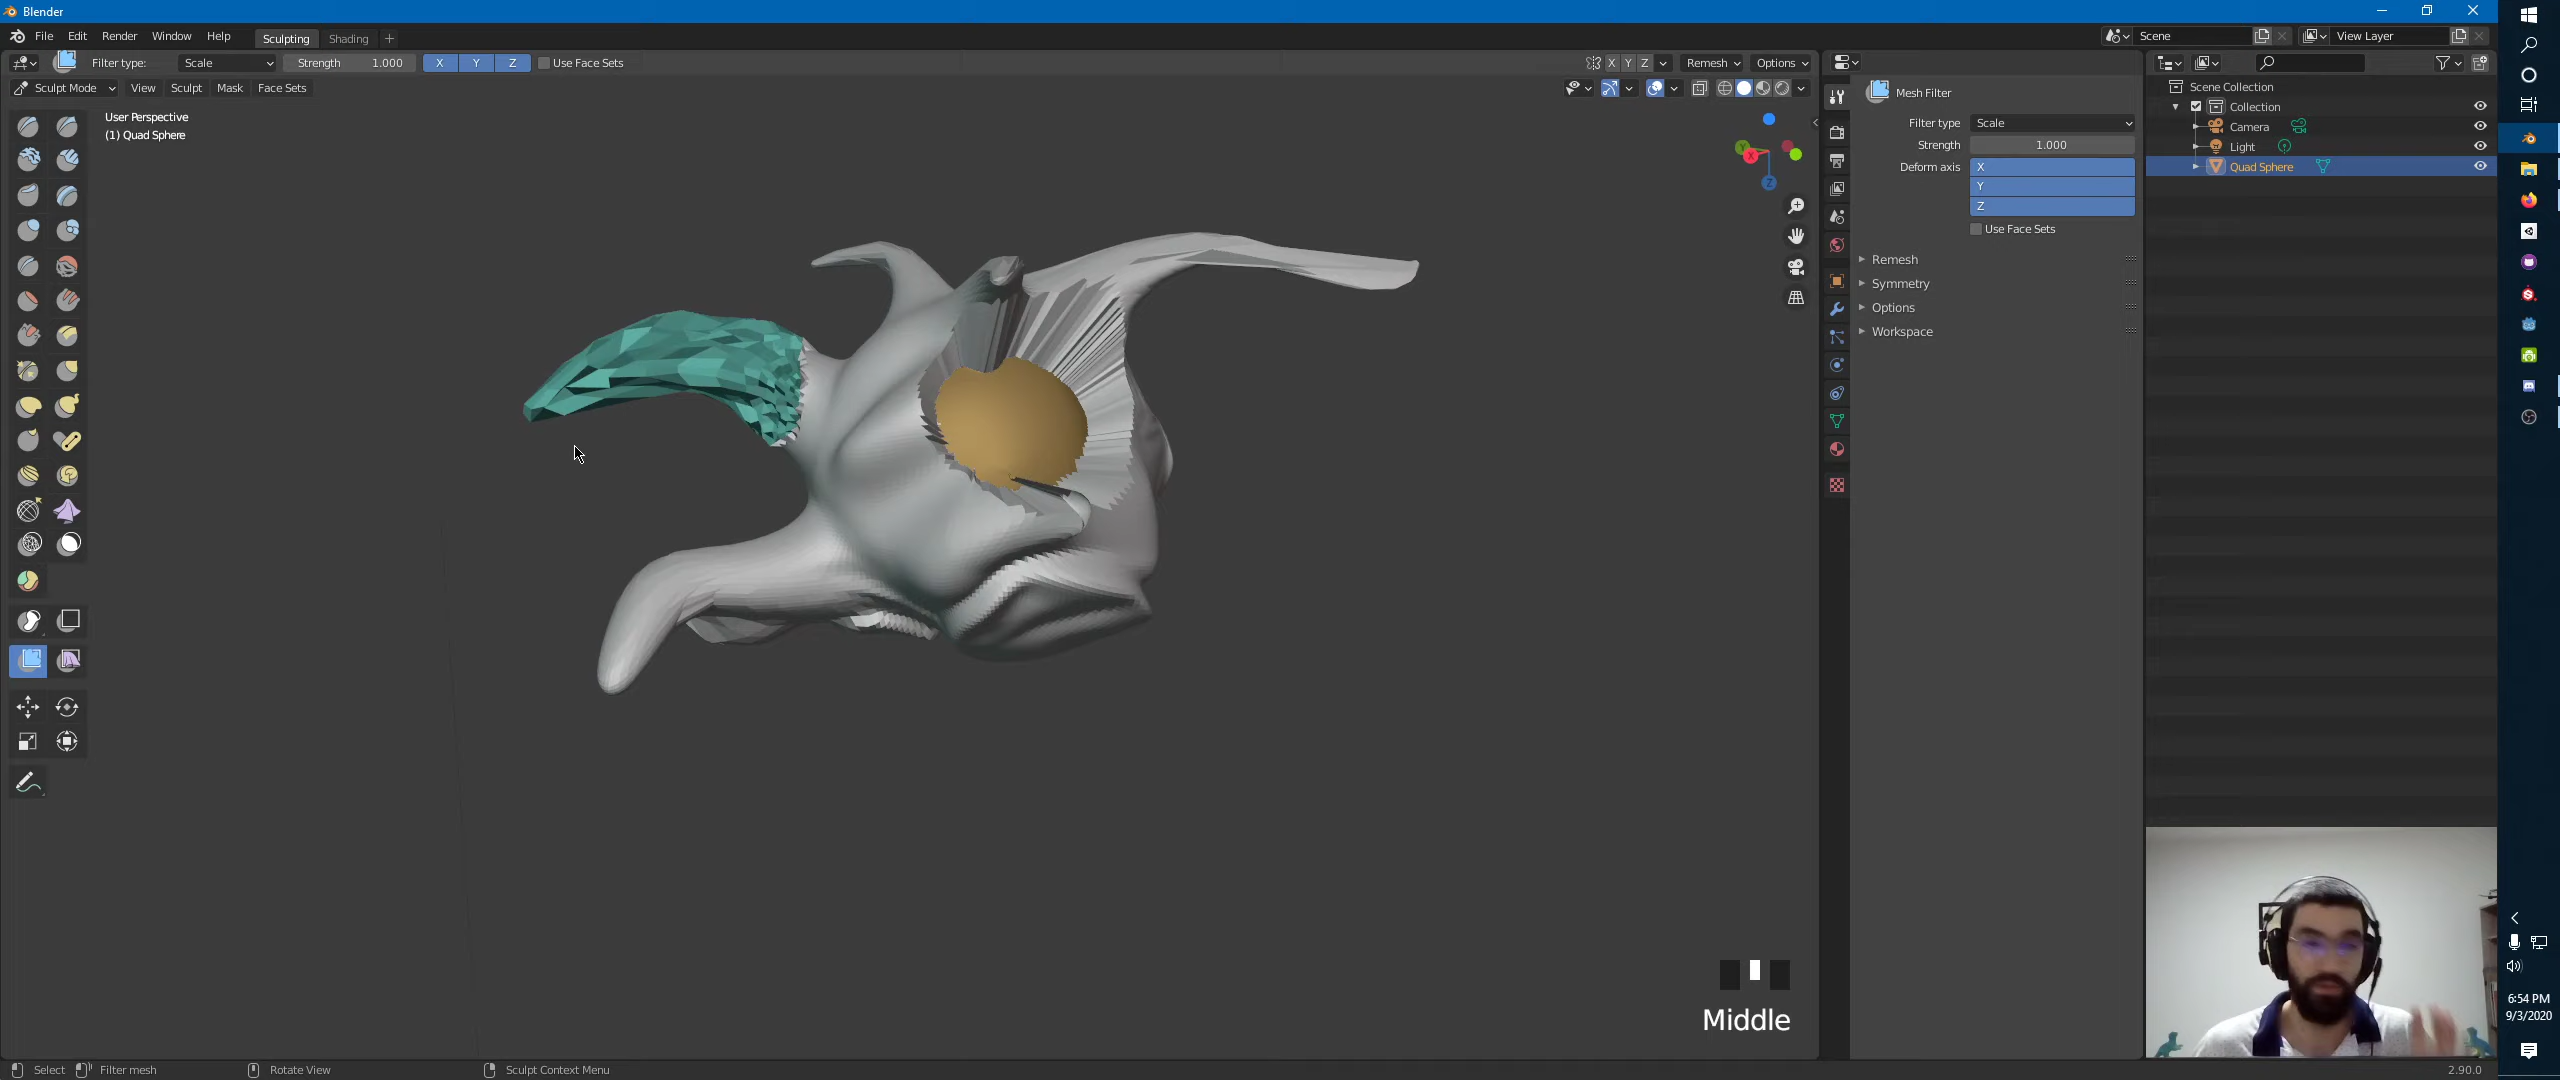 Blender
File Edit Render Window Help Sculpting Shading + Scene View Layer
Filter type: Scale Strength 1.000 X Y Z Use Face Sets X Y Z Remesh Options
Sculpt Mode View Sculpt Mask Face Sets
User Perspective
(1) Quad Sphere
Y
X
Z
Mesh Filter
Filter type Scale
Strength 1.000
Deform axis X
Y
Z
Use Face Sets
Remesh
Symmetry
Options
Workspace
Scene Collection
Collection
Camera
Light
Quad Sphere
Middle
6:54 PM
9/3/2020
Select Filter mesh Rotate View Sculpt Context Menu 2.90.0